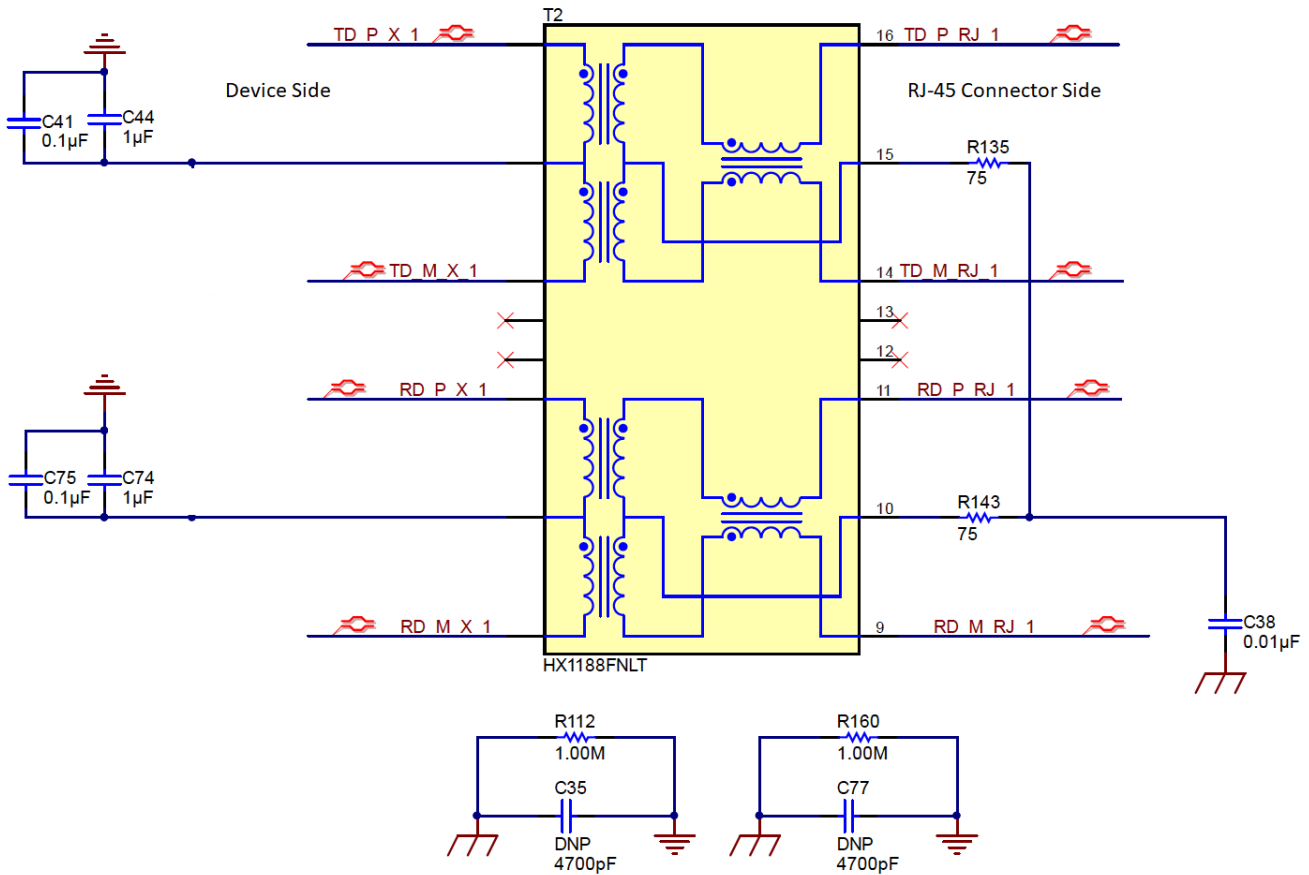 T2
TD_P_X_1
16
TD_P_RJ_1
Device Side
RJ-45 Connector Side
C41
0.1µF
C44
1µF
15
R135
75
TD_M_X_1
14
TD_M_RJ_1
13
12
RD_P_X_1
11
RD_P_RJ_1
C75
0.1µF
C74
1µF
10
R143
75
RD_M_X_1
9
RD_M_RJ_1
C38
0.01µF
HX1188FNLT
R112
1.00M
C35
DNP
4700pF
R160
1.00M
C77
DNP
4700pF